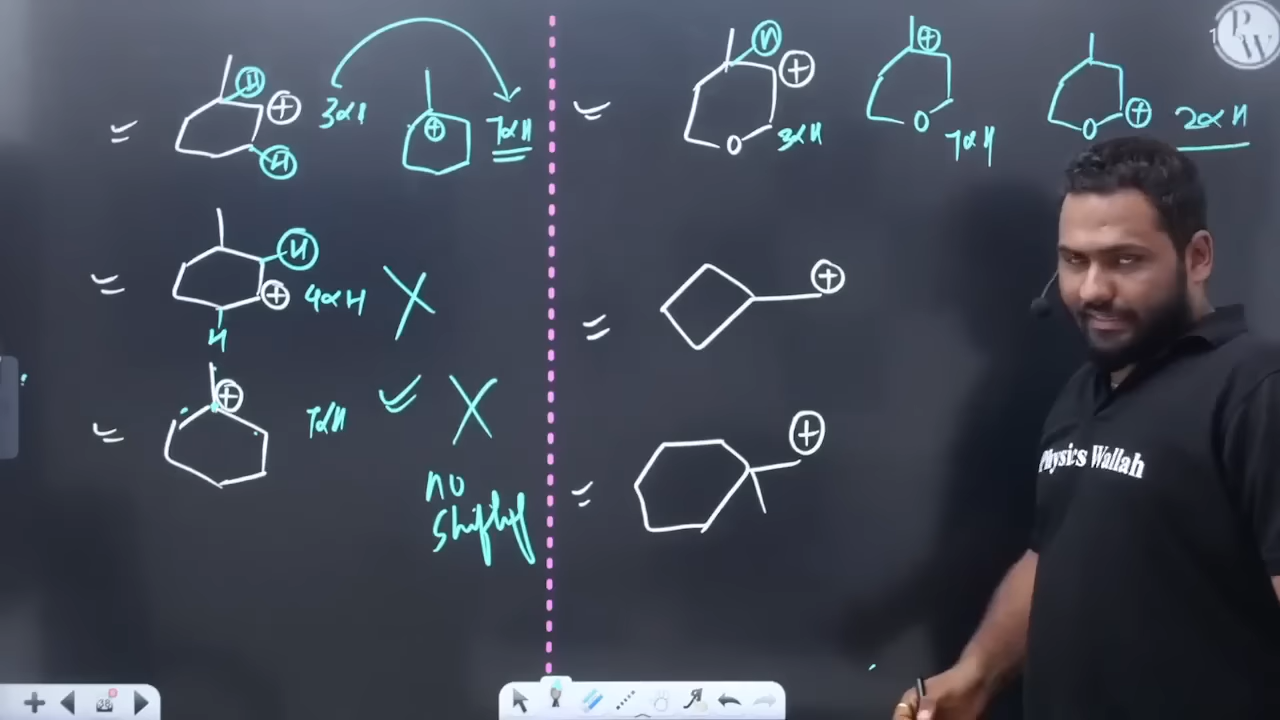 H
⊕ 3αH
⊕
7αH
H
H
⊕ 4αH X
H
⊕ 7αH ✓ X
no
Shifting
H
⊕
O 3αH
⊕
O 7αH
O ⊕ 2αH
⊕
⊕
PW
Physics Wallah